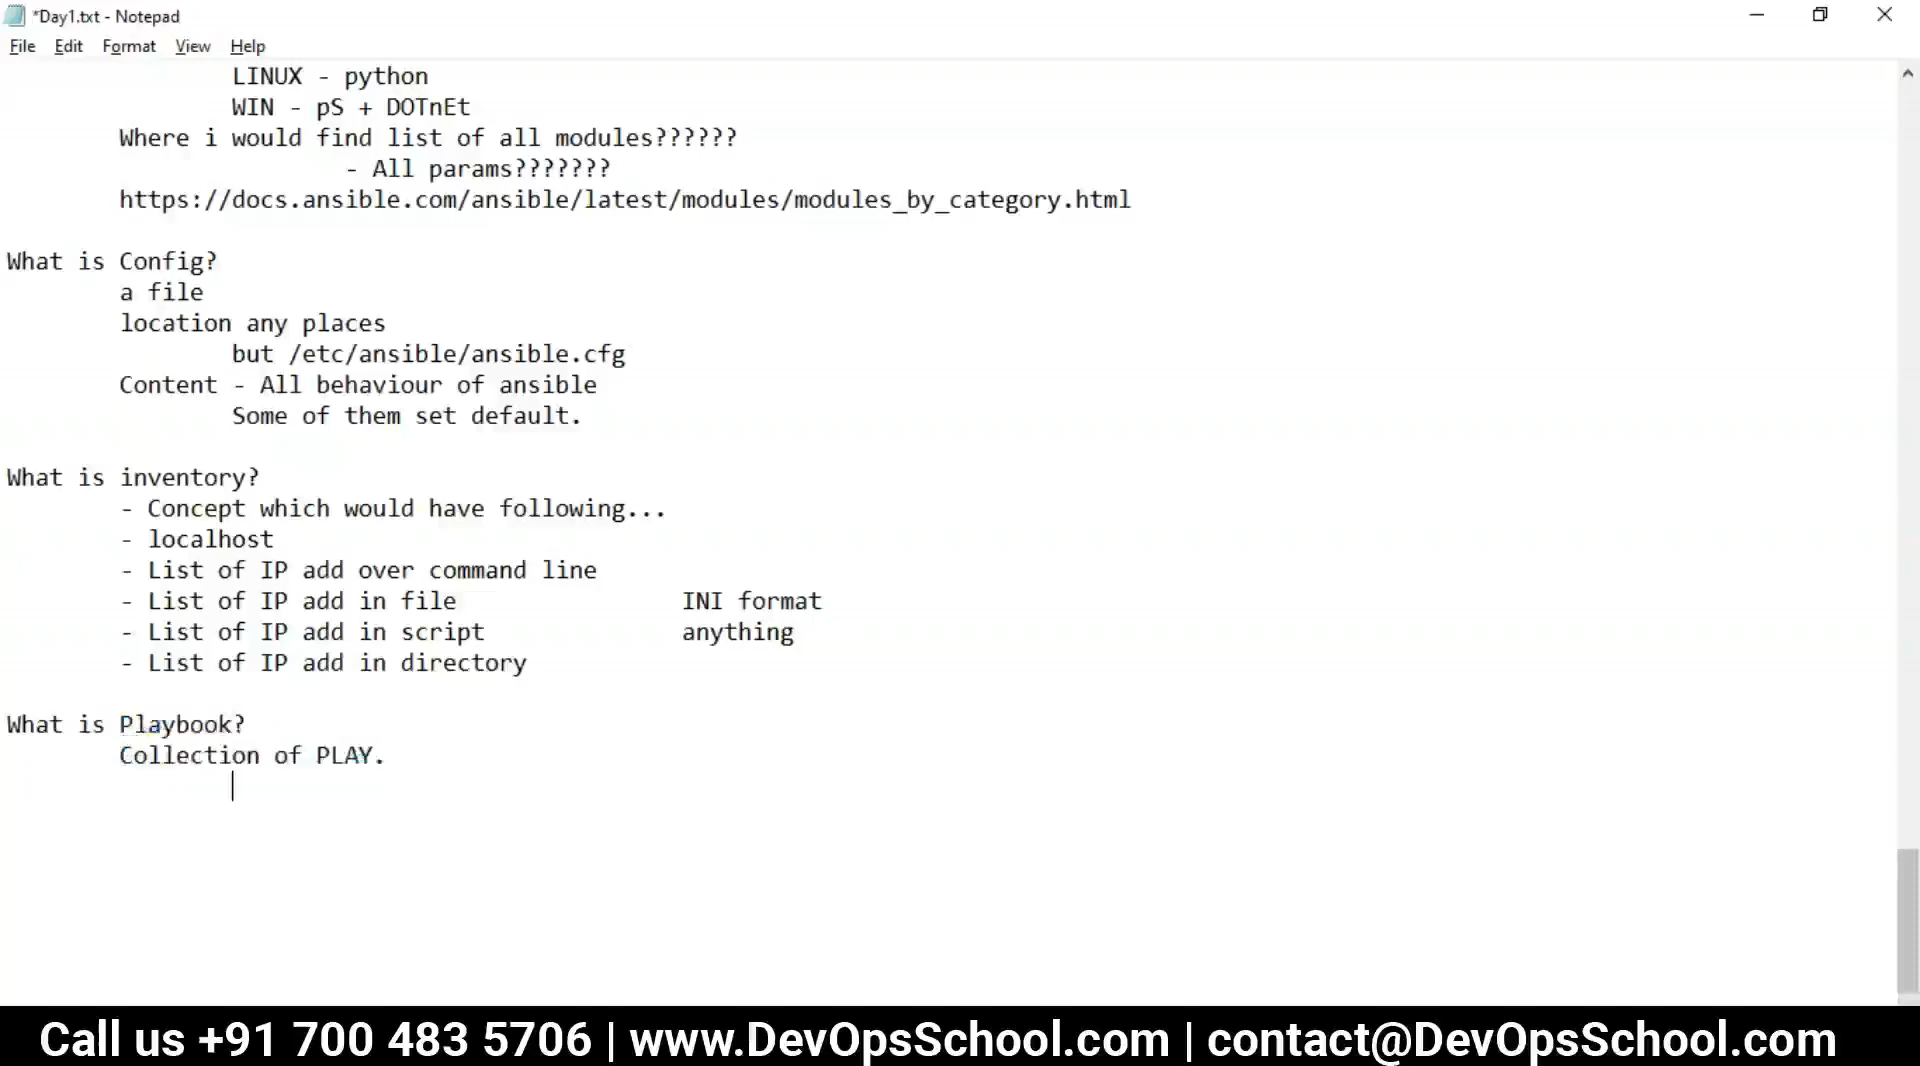 *Day1.txt - Notepad
File Edit Format View Help
LINUX - python
WIN - pS + DOTnEt
Where i would find list of all modules??????
- All params???????
https://docs.ansible.com/ansible/latest/modules/modules_by_category.html
What is Config?
a file
location any places
but /etc/ansible/ansible.cfg
Content - All behaviour of ansible
Some of them set default.
What is inventory?
- Concept which would have following...
- localhost
- List of IP add over command line
- List of IP add in file INI format
- List of IP add in script anything
- List of IP add in directory
What is Playbook?
Collection of PLAY.
Call us +91 700 483 5706 | www.DevOpsSchool.com | contact@DevOpsSchool.com